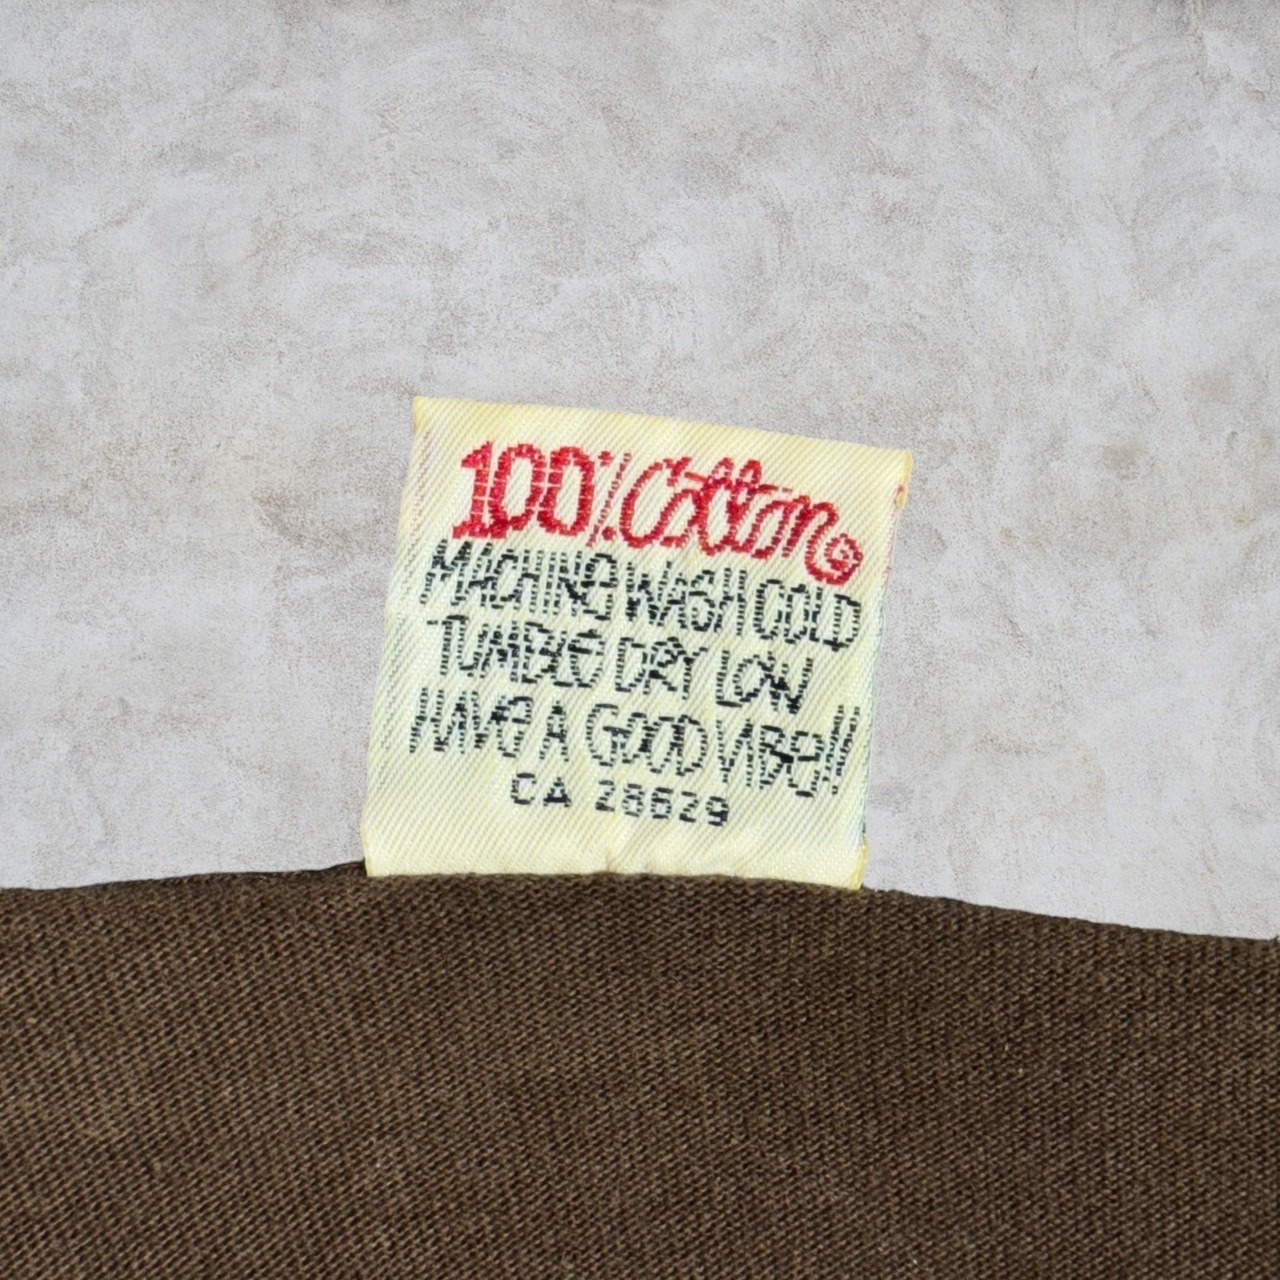 100% Cotton
MACHINe WASH COLD
TUMBLe DRY LOW
HAVe A GOOD VIBe!!
CA 28629